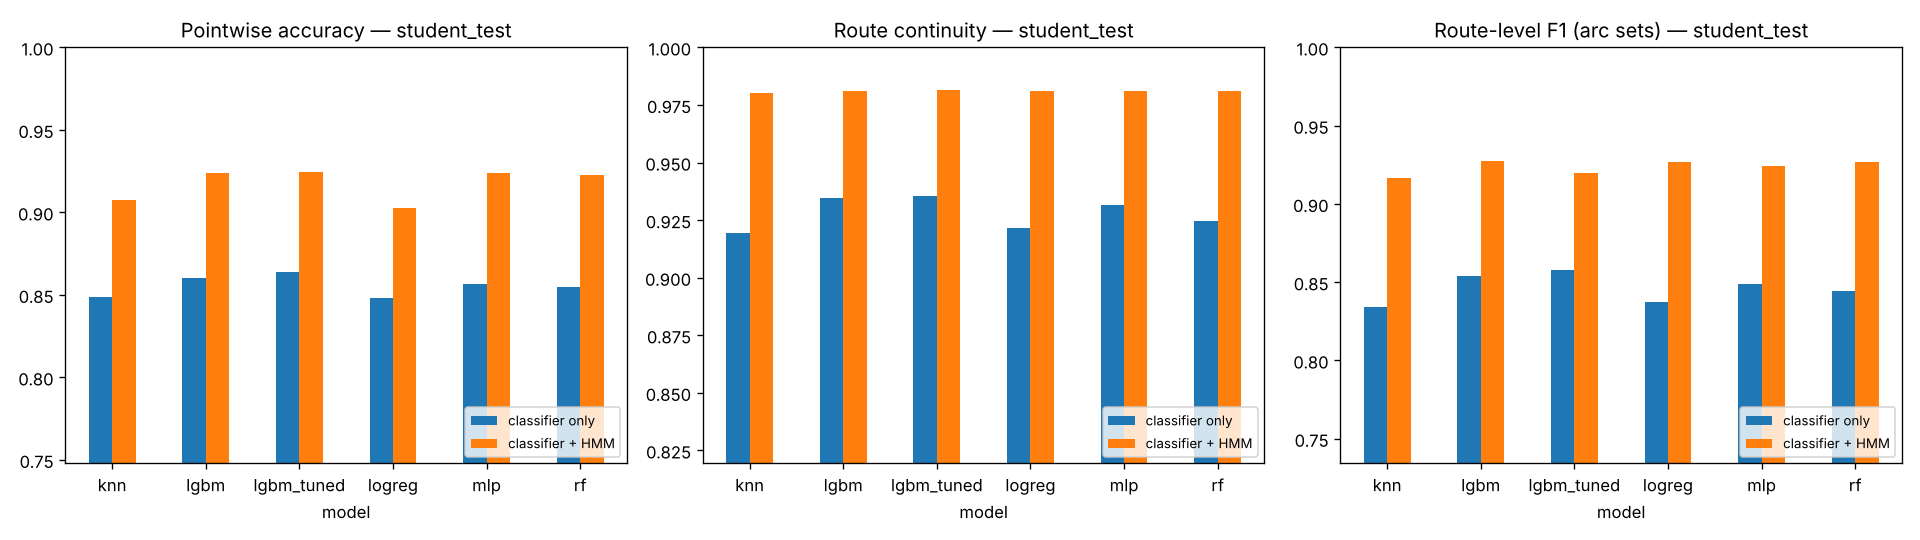 Pointwise accuracy — student_test
1.00
0.95
0.90
0.85
0.80
0.75
knn lgbm lgbm_tuned logreg mlp rf
model
classifier only
classifier + HMM
Route continuity — student_test
1.000
0.975
0.950
0.925
0.900
0.875
0.850
0.825
knn lgbm lgbm_tuned logreg mlp rf
model
classifier only
classifier + HMM
Route-level F1 (arc sets) — student_test
1.00
0.95
0.90
0.85
0.80
0.75
knn lgbm lgbm_tuned logreg mlp rf
model
classifier only
classifier + HMM